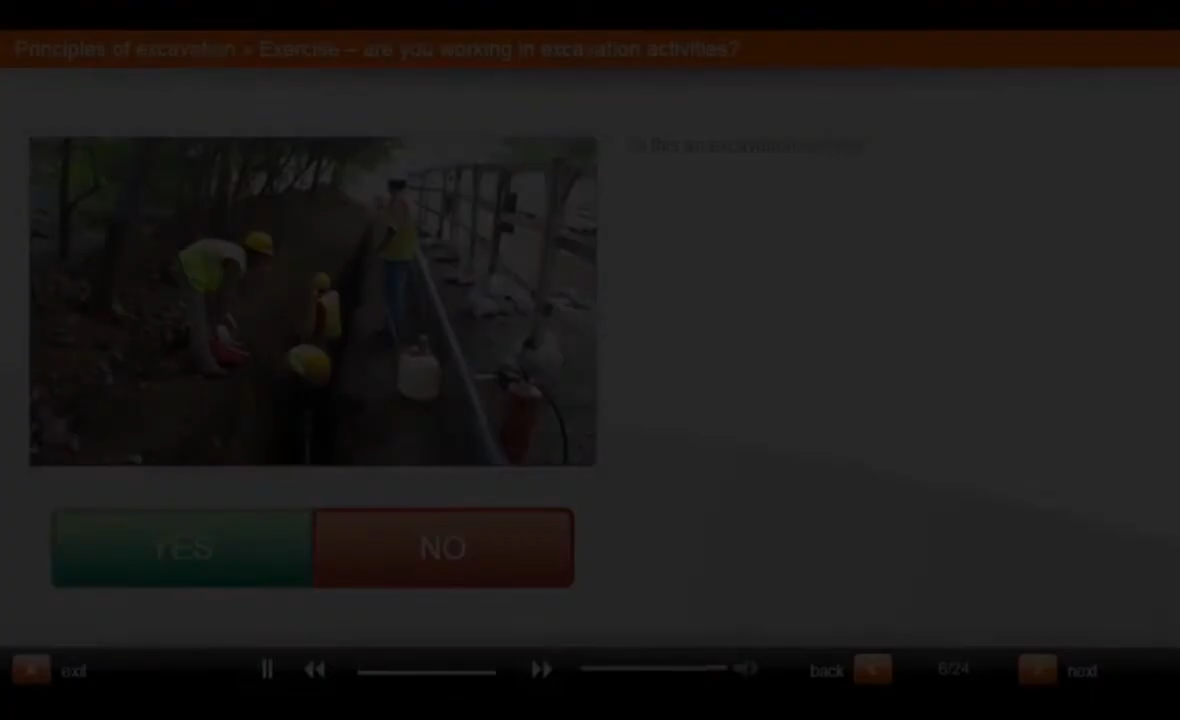 Principles of excavation » Exercise – are you working in excavation activities?
is this an excavation
YES
NO
exit
back
6/24
next